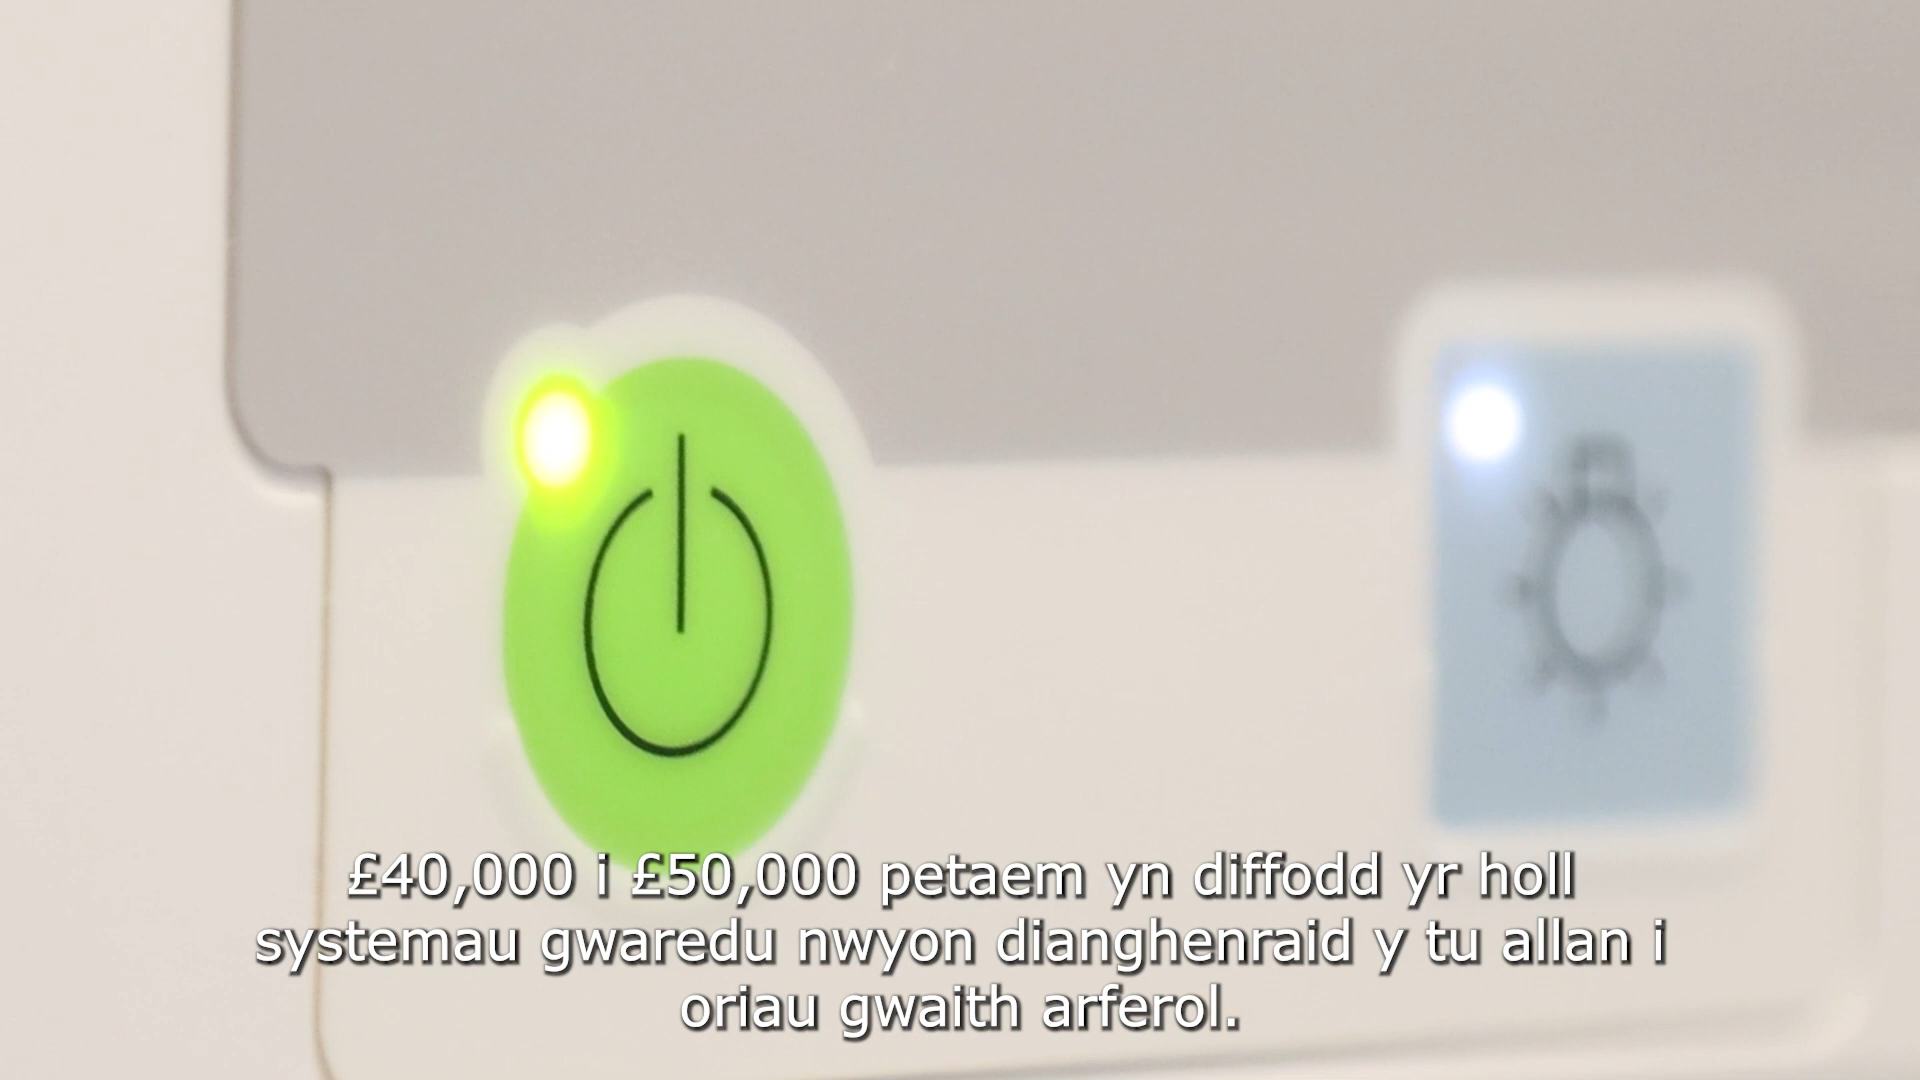 £40,000 i £50,000 petaem yn diffodd yr holl
systemau gwaredu nwyon dianghenraid y tu allan i
oriau gwaith arferol.